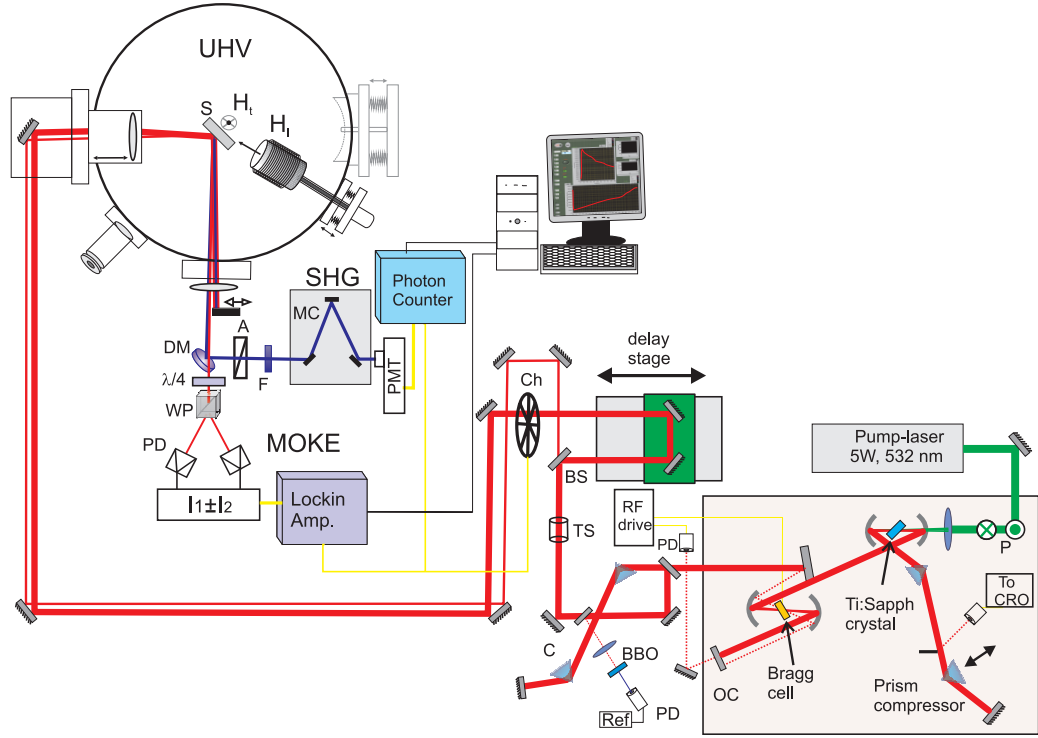 UHV
S
Ht
Hl
SHG
MC
Photon
Counter
A
DM
F
PMT
λ/4
WP
PD
MOKE
I1±I2
Lockin
Amp.
delay
stage
Ch
BS
TS
RF
drive
PD
Pump-laser
5W, 532 nm
P
To
CRO
Ti:Sapph
crystal
C
BBO
OC
Bragg
cell
Prism
compressor
Ref
PD